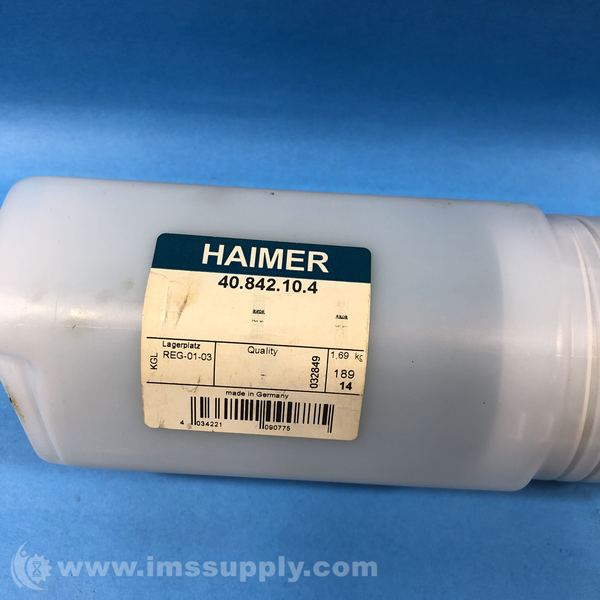 HAIMER
40.842.10.4
KGL
Lagerplatz
REG-01-03
Quality
-
032849
1,69 kg
189
14
made in Germany
4 034221 090775
www.imssupply.com